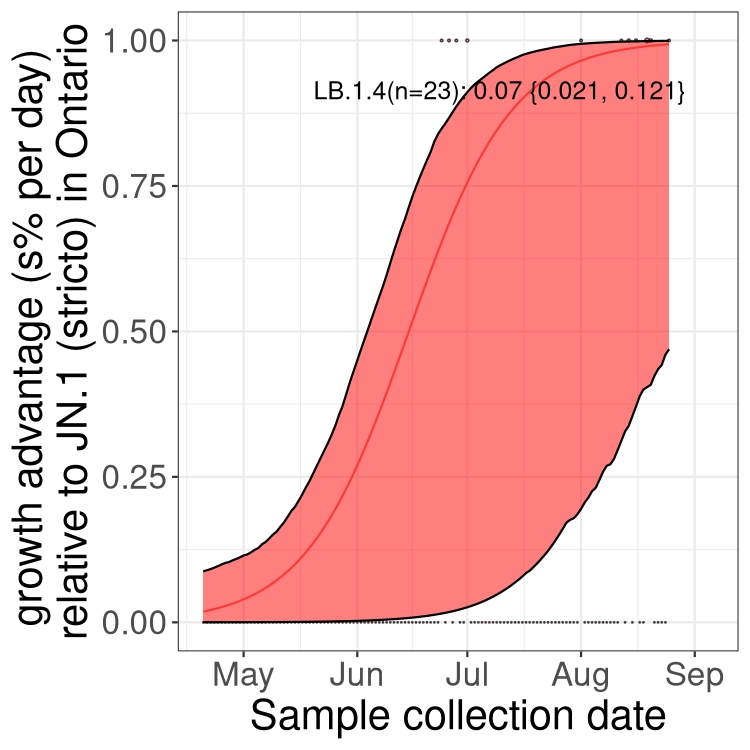 growth advantage (s% per day)
relative to JN.1 (stricto) in Ontario
1.00
0.75
0.50
0.25
0.00
LB.1.4(n=23): 0.07 {0.021, 0.121}
May Jun Jul Aug Sep
Sample collection date